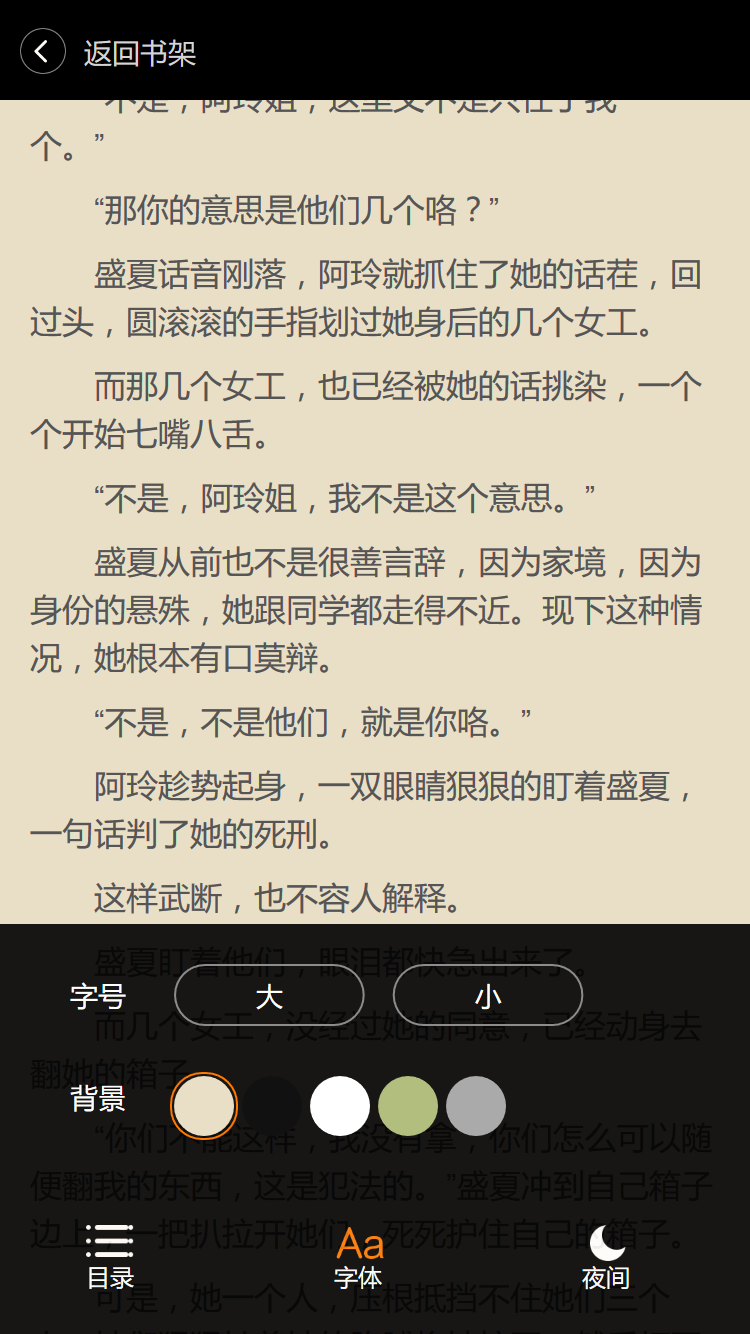 返回书架
“不是，阿玲姐，这里又不是只住了我
个。”
“那你的意思是他们几个咯？”
盛夏话音刚落，阿玲就抓住了她的话茬，回
过头，圆滚滚的手指划过她身后的几个女工。
而那几个女工，也已经被她的话挑染，一个
个开始七嘴八舌。
“不是，阿玲姐，我不是这个意思。”
盛夏从前也不是很善言辞，因为家境，因为
身份的悬殊，她跟同学都走得不近。现下这种情
况，她根本有口莫辩。
“不是，不是他们，就是你咯。”
阿玲趁势起身，一双眼睛狠狠的盯着盛夏，
一句话判了她的死刑。
这样武断，也不容人解释。
盛夏盯着他们，眼泪都快急出来了。
字号 大 小
而几个女工，没经过她的同意，已经动身去
翻她的箱子
背景
“你们不能这样，我没有拿，你们怎么可以随
便翻我的东西，这是犯法的。”盛夏冲到自己箱子
边上，一把扒拉开她们，死死护住自己的箱子。
Aa
目录 字体 夜间
可是，她一个人，压根抵挡不住她们三个